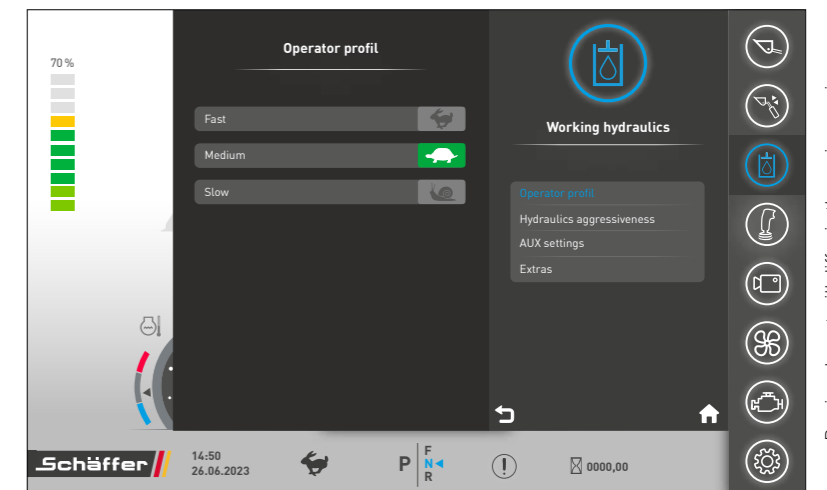 70 %
Operator profil
Fast
Medium
Slow
Working hydraulics
Operator profil
Hydraulics aggressiveness
AUX settings
Extras
Schäffer
14:50
26.06.2023
P
F
N
R
0000,00